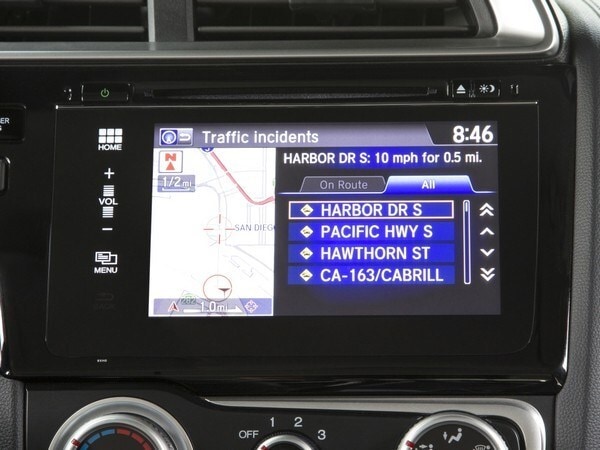 Traffic incidents
8:46
HOME
N
1/2mi
HARBOR DR S: 10 mph for 0.5 mi.
On Route
All
VOL
SAN DIEG
HARBOR DR S
PACIFIC HWY S
HAWTHORN ST
CA-163/CABRILL
MENU
1.0mi
OFF
1
2
3